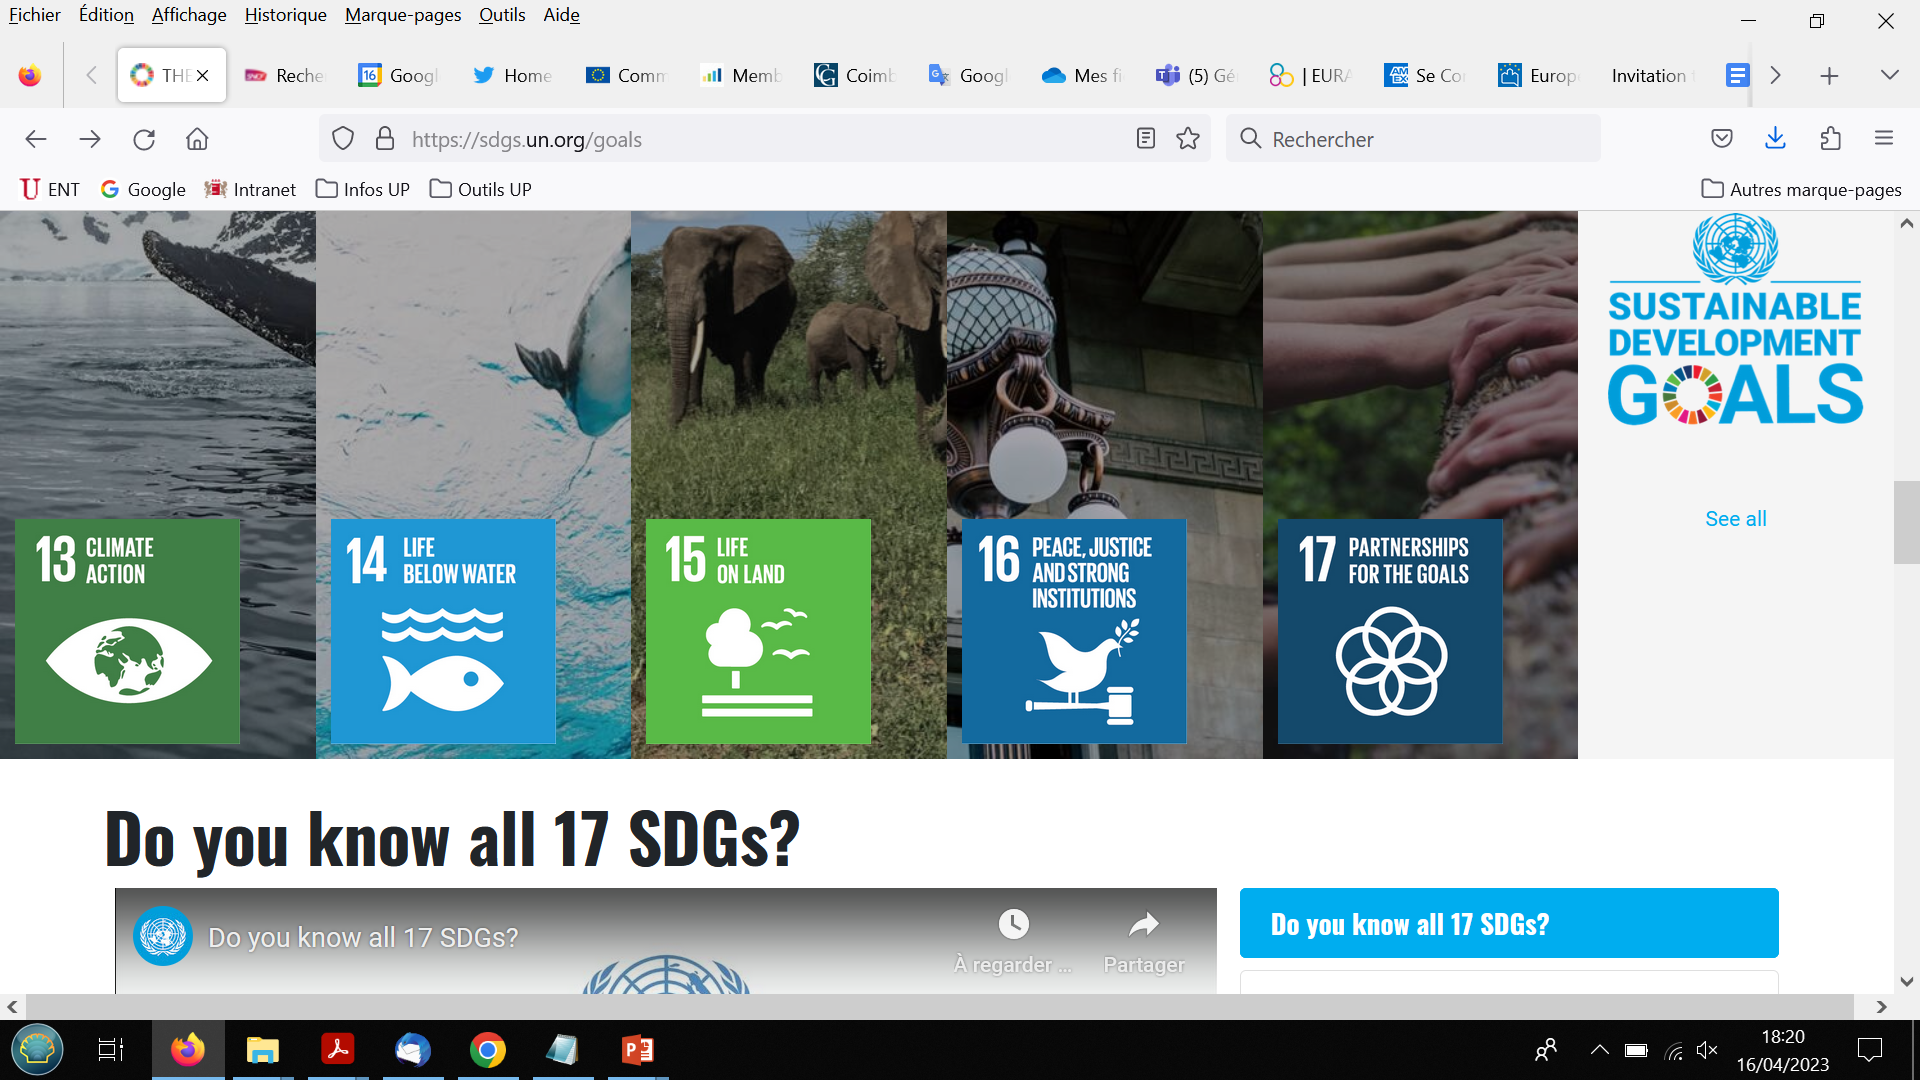 Fichier Édition Affichage Historique Marque-pages Outils Aide
THE Reche Googl Home Comm Memb Coimb Googl Mes fi (5) Gé | EURA Se Co Europ Invitation
https://sdgs.un.org/goals
Rechercher
ENT Google Intranet Infos UP Outils UP Autres marque-pages
13 CLIMATE
ACTION
14 LIFE
BELOW WATER
15 LIFE
ON LAND
16 PEACE, JUSTICE
AND STRONG
INSTITUTIONS
17 PARTNERSHIPS
FOR THE GOALS
SUSTAINABLE
DEVELOPMENT
GOALS
See all
Do you know all 17 SDGs?
Do you know all 17 SDGs?
À regarder ...
Partager
Do you know all 17 SDGs?
18:20
16/04/2023